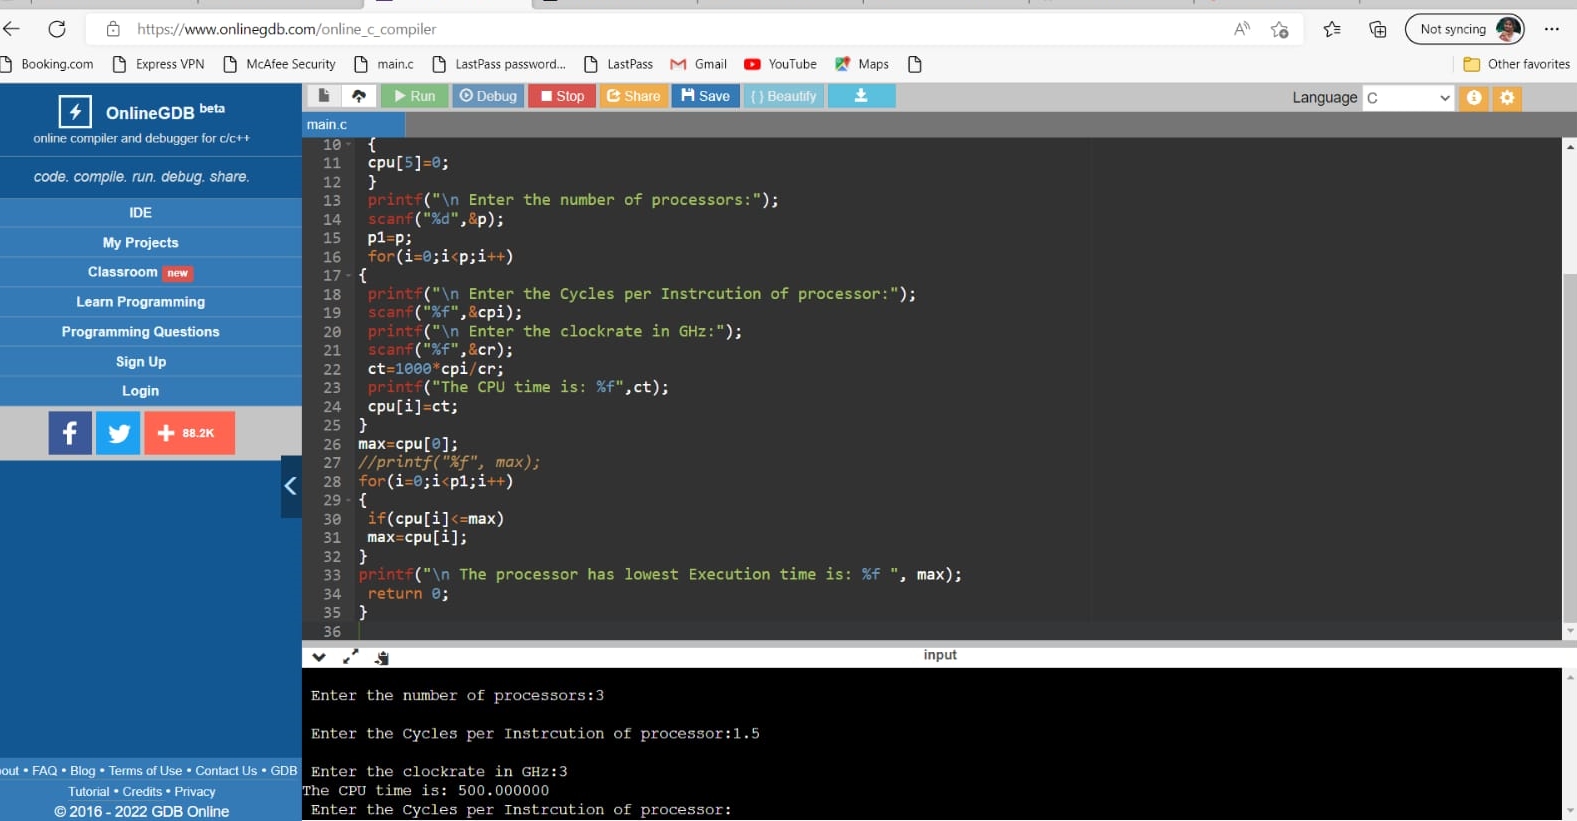 https://www.onlinegdb.com/online_c_compiler
Not syncing
Booking.com Express VPN McAfee Security main.c LastPass password... LastPass Gmail YouTube Maps Other favorites
OnlineGDB beta
online compiler and debugger for c/c++
code. compile. run. debug. share.
IDE
My Projects
Classroom new
Learn Programming
Programming Questions
Sign Up
Login
88.2K
out • FAQ • Blog • Terms of Use • Contact Us • GDB
Tutorial • Credits • Privacy
© 2016 - 2022 GDB Online
Run Debug Stop Share Save { } Beautify Language C
main.c
10 {
11 cpu[5]=0;
12 }
13 printf("\n Enter the number of processors:");
14 scanf("%d",&p);
15 p1=p;
16 for(i=0;i<p;i++)
17 {
18 printf("\n Enter the Cycles per Instrcution of processor:");
19 scanf("%f",&cpi);
20 printf("\n Enter the clockrate in GHz:");
21 scanf("%f",&cr);
22 ct=1000*cpi/cr;
23 printf("The CPU time is: %f",ct);
24 cpu[i]=ct;
25 }
26 max=cpu[0];
27 //printf("%f", max);
28 for(i=0;i<p1;i++)
29 {
30 if(cpu[i]<=max)
31 max=cpu[i];
32 }
33 printf("\n The processor has lowest Execution time is: %f ", max);
34 return 0;
35 }
36
input
Enter the number of processors:3
Enter the Cycles per Instrcution of processor:1.5
Enter the clockrate in GHz:3
The CPU time is: 500.000000
Enter the Cycles per Instrcution of processor: